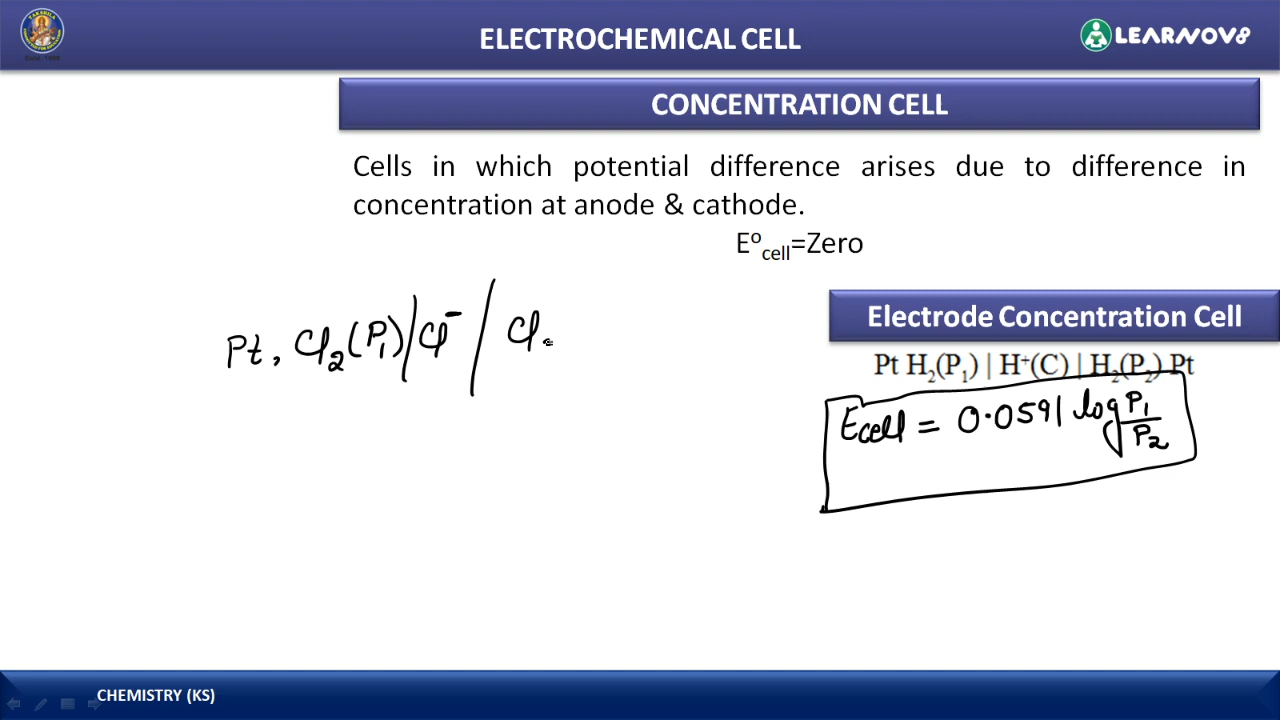 ELECTROCHEMICAL CELL
LEARNOV8
CONCENTRATION CELL
Cells in which potential difference arises due to difference in
concentration at anode & cathode.
E°cell=Zero
Pt, Cl₂(P₁)/Cl⁻/Cl
Electrode Concentration Cell
Pt H₂(P₁) | H⁺(C) | H₂(P₂) Pt
Ecell = 0.0591 log P₁/P₂
CHEMISTRY (KS)